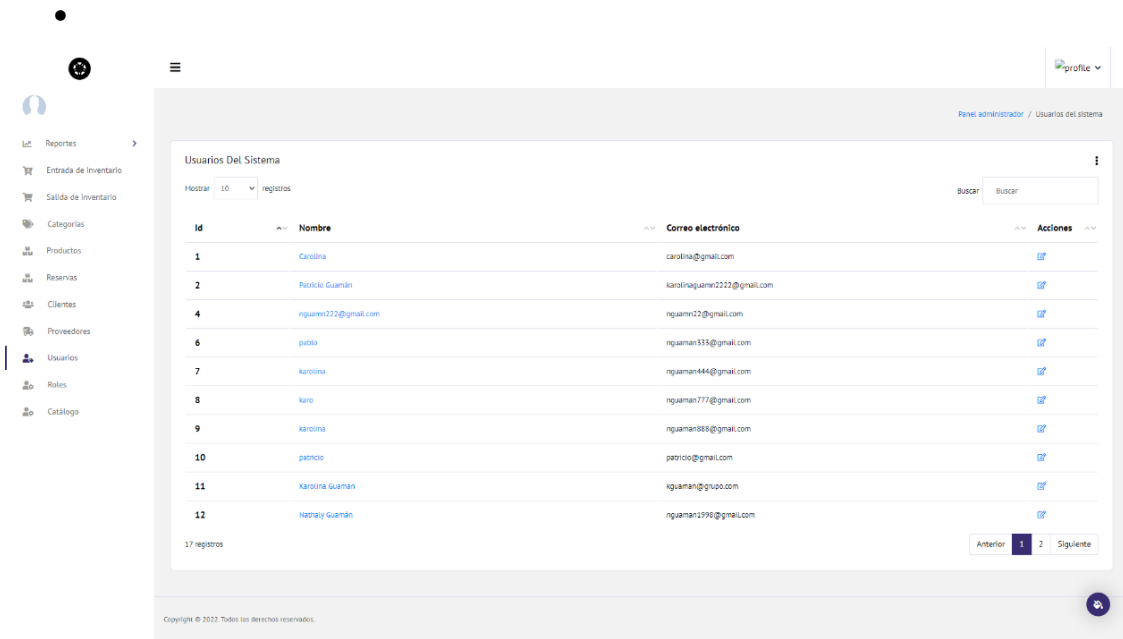 profile
Panel administrador / Usuarios del sistema
Reportes
Entrada de inventario
Salida de inventario
Categorías
Productos
Reservas
Clientes
Proveedores
Usuarios
Roles
Catálogo
Usuarios Del Sistema
Mostrar 10 registros
Buscar Buscar
Id Nombre Correo electrónico Acciones
1 Carolina carolina@gmail.com
2 Patricio Guamán karolinaguamn2222@gmail.com
4 nguamn222@gmail.com nguamn22@gmail.com
6 pablo nguaman333@gmail.com
7 karolina nguaman444@gmail.com
8 karo nguaman777@gmail.com
9 karolina nguaman888@gmail.com
10 patricio patricio@gmail.com
11 Karolina Guaman kguaman@grupo.com
12 Nathaly Guamán nguaman1998@gmail.com
17 registros
Anterior 1 2 Siguiente
Copyright © 2022. Todos los derechos reservados.